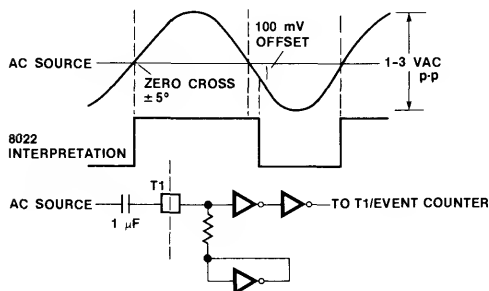 100 mV
OFFSET
AC SOURCE
1-3 VAC
p-p
ZERO CROSS
±5°
8022
INTERPRETATION
T1
AC SOURCE
TO T1/EVENT COUNTER
1 µF